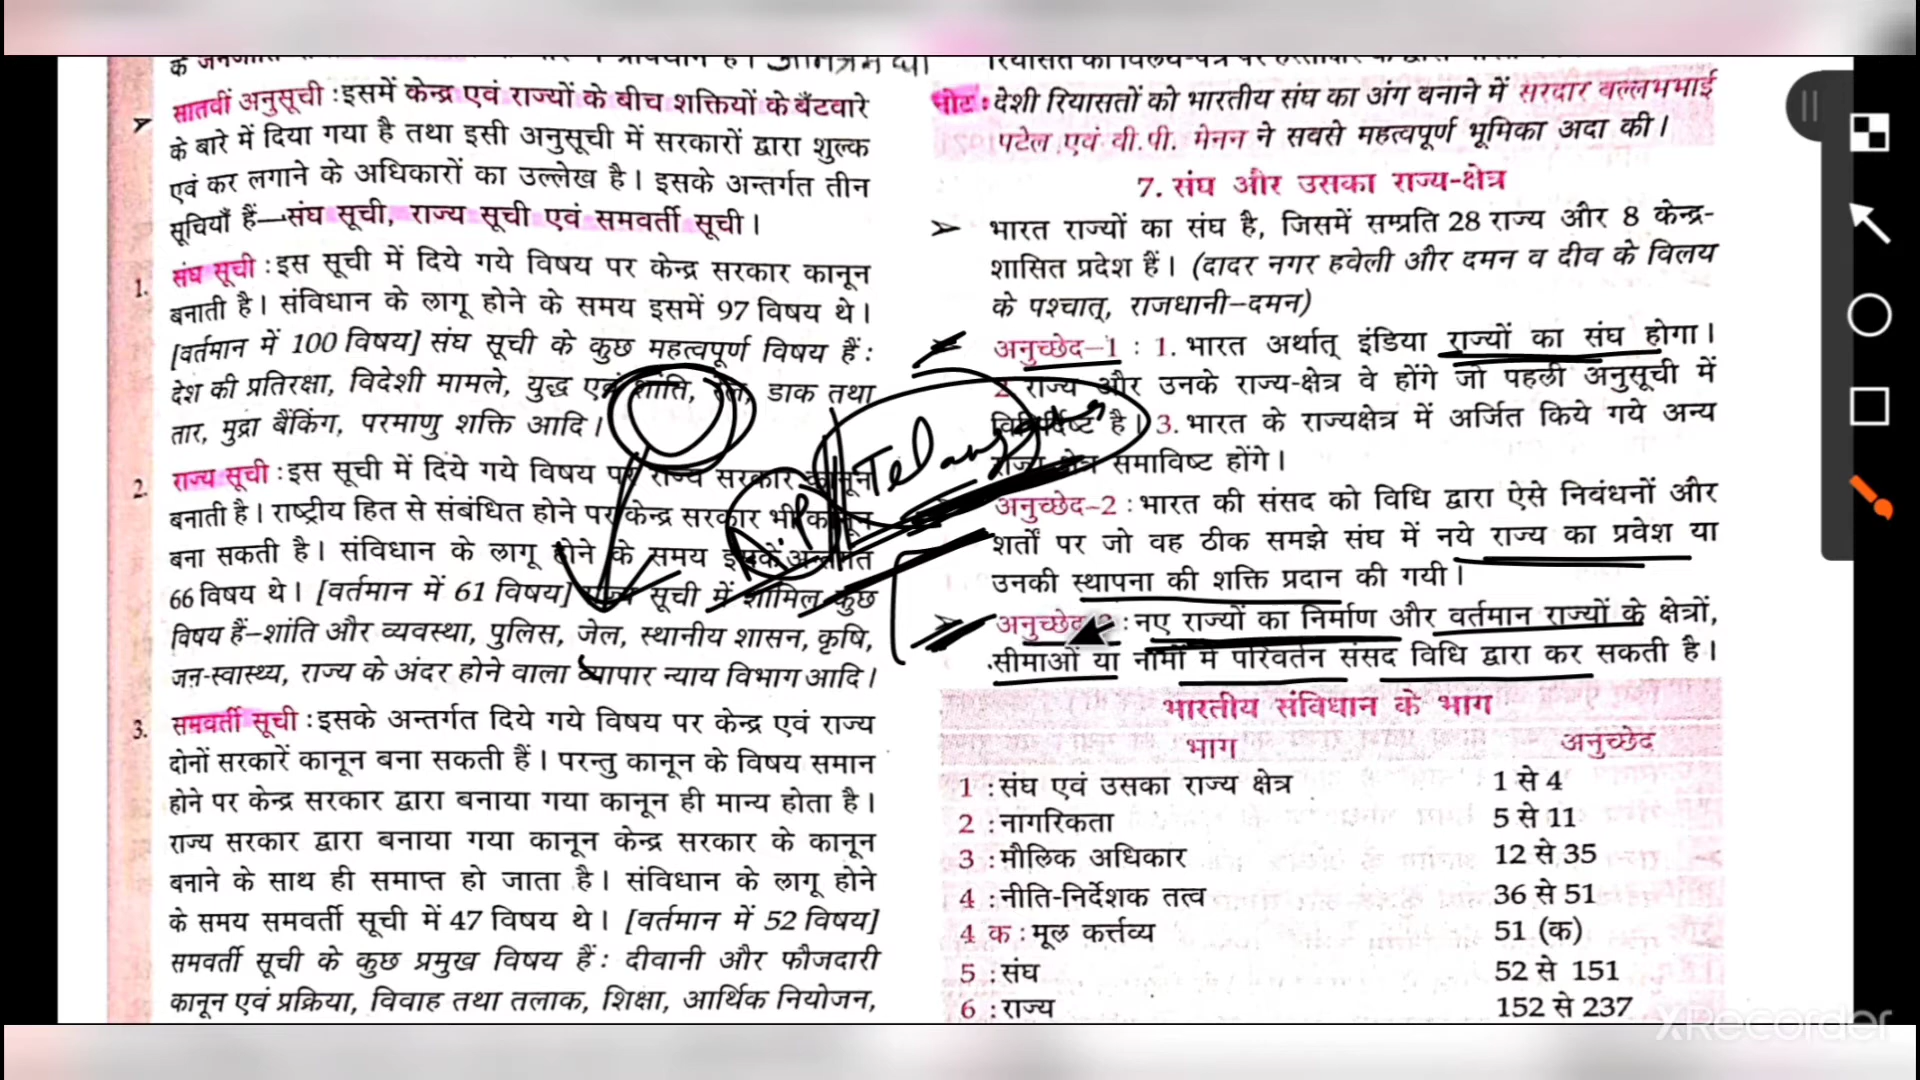 के जनजाति
सातवीं अनुसूची : इसमें केन्द्र एवं राज्यों के बीच शक्तियों के बँटवारे
के बारे में दिया गया है तथा इसी अनुसूची में सरकारों द्वारा शुल्क
एवं कर लगाने के अधिकारों का उल्लेख है। इसके अन्तर्गत तीन
सूचियाँ हैं—संघ सूची, राज्य सूची एवं समवर्ती सूची।
1. संघ सूची : इस सूची में दिये गये विषय पर केन्द्र सरकार कानून
बनाती है। संविधान के लागू होने के समय इसमें 97 विषय थे।
[वर्तमान में 100 विषय] संघ सूची के कुछ महत्वपूर्ण विषय हैं :
देश की प्रतिरक्षा, विदेशी मामले, युद्ध एवं शांति, रेल, डाक तथा
तार, मुद्रा बैंकिंग, परमाणु शक्ति आदि।
2. राज्य सूची : इस सूची में दिये गये विषय पर राज्य सरकार कानून
बनाती है। राष्ट्रीय हित से संबंधित होने पर केन्द्र सरकार भी कानून
बना सकती है। संविधान के लागू होने के समय इसके अन्तर्गत
66 विषय थे। [वर्तमान में 61 विषय] राज्य सूची में शामिल कुछ
विषय हैं–शांति और व्यवस्था, पुलिस, जेल, स्थानीय शासन, कृषि,
जन-स्वास्थ्य, राज्य के अंदर होने वाला व्यापार न्याय विभाग आदि।
3. समवर्ती सूची : इसके अन्तर्गत दिये गये विषय पर केन्द्र एवं राज्य
दोनों सरकारें कानून बना सकती हैं। परन्तु कानून के विषय समान
होने पर केन्द्र सरकार द्वारा बनाया गया कानून ही मान्य होता है।
राज्य सरकार द्वारा बनाया गया कानून केन्द्र सरकार के कानून
बनाने के साथ ही समाप्त हो जाता है। संविधान के लागू होने
के समय समवर्ती सूची में 47 विषय थे। [वर्तमान में 52 विषय]
समवर्ती सूची के कुछ प्रमुख विषय हैं : दीवानी और फौजदारी
कानून एवं प्रक्रिया, विवाह तथा तलाक, शिक्षा, आर्थिक नियोजन,
नोट : देशी रियासतों को भारतीय संघ का अंग बनाने में सरदार वल्लभभाई
पटेल एवं वी.पी. मेनन ने सबसे महत्वपूर्ण भूमिका अदा की।
7. संघ और उसका राज्य-क्षेत्र
➤ भारत राज्यों का संघ है, जिसमें सम्प्रति 28 राज्य और 8 केन्द्र-
शासित प्रदेश हैं। (दादर नगर हवेली और दमन व दीव के विलय
के पश्चात्, राजधानी–दमन)
अनुच्छेद–1 : 1. भारत अर्थात् इंडिया राज्यों का संघ होगा।
2 राज्य और उनके राज्य-क्षेत्र वे होंगे जो पहली अनुसूची में
विनिर्दिष्ट है। 3. भारत के राज्यक्षेत्र में अर्जित किये गये अन्य
राज्य क्षेत्र समाविष्ट होंगे।
अनुच्छेद–2 : भारत की संसद को विधि द्वारा ऐसे निबंधनों और
शर्तों पर जो वह ठीक समझे संघ में नये राज्य का प्रवेश या
उनकी स्थापना की शक्ति प्रदान की गयी।
अनुच्छेद : नए राज्यों का निर्माण और वर्तमान राज्यों के क्षेत्रों,
सीमाओं या नामों में परिवर्तन संसद विधि द्वारा कर सकती है।
भारतीय संविधान के भाग
भाग अनुच्छेद
1 : संघ एवं उसका राज्य क्षेत्र 1 से 4
2 : नागरिकता 5 से 11
3 : मौलिक अधिकार 12 से 35
4 : नीति-निर्देशक तत्व 36 से 51
4 क : मूल कर्त्तव्य 51 (क)
5 : संघ 52 से 151
6 : राज्य 152 से 237
XRecorder